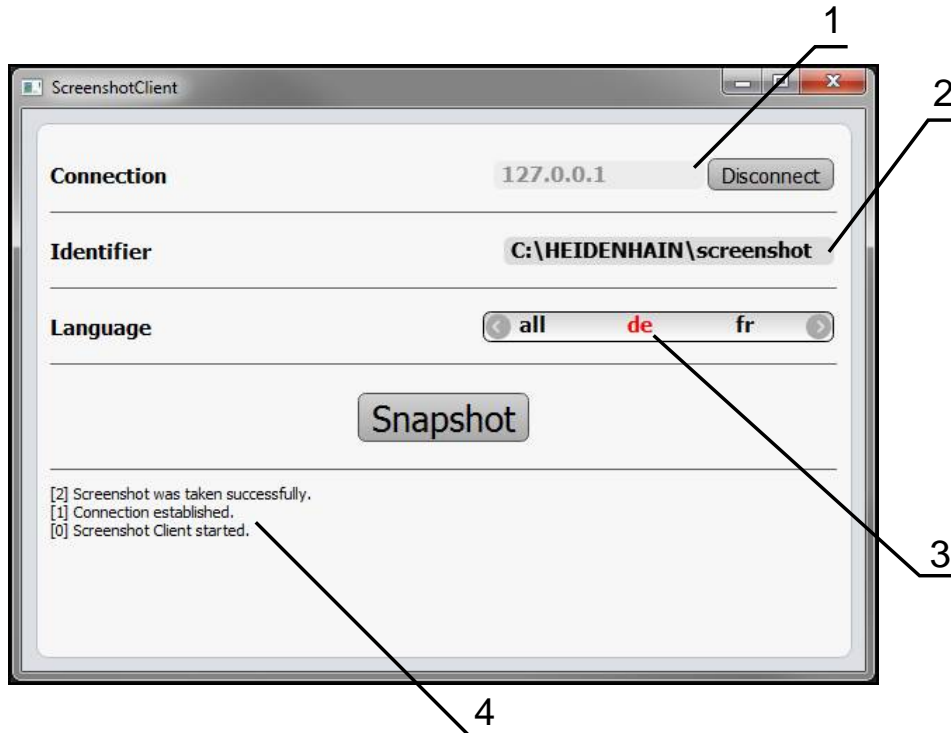 1
ScreenshotClient
2
Connection 127.0.0.1 Disconnect
Identifier C:\HEIDENHAIN\screenshot
Language all de fr
Snapshot
[2] Screenshot was taken successfully.
[1] Connection established.
[0] Screenshot Client started.
3
4